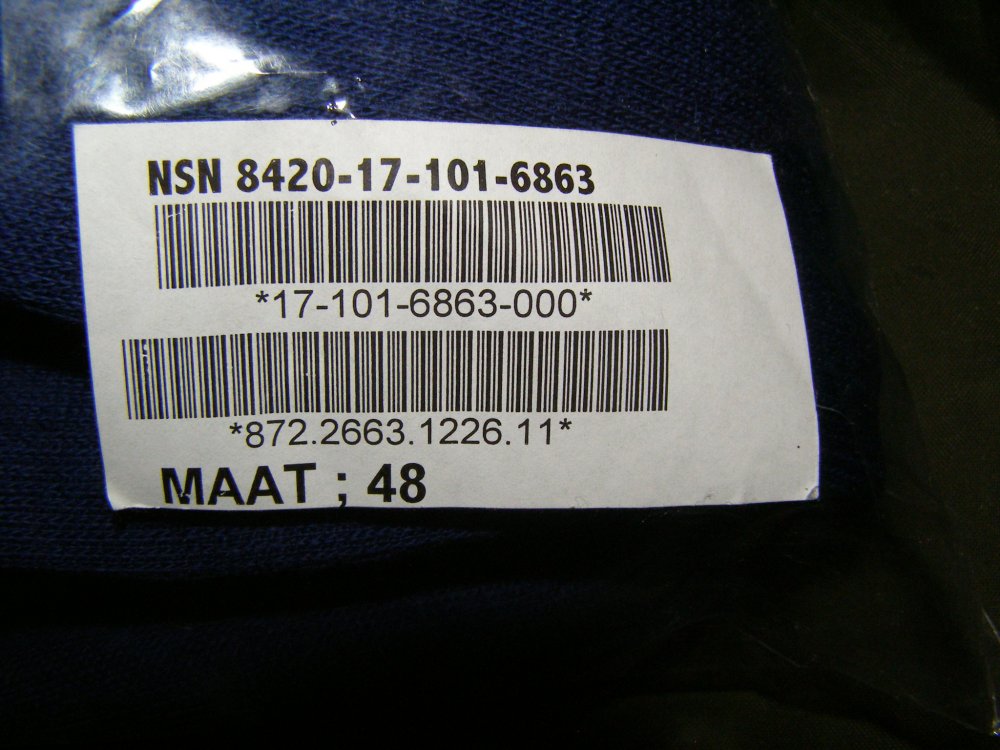 NSN 8420-17-101-6863
*17-101-6863-000*
*872.2663.1226.11*
MAAT ; 48